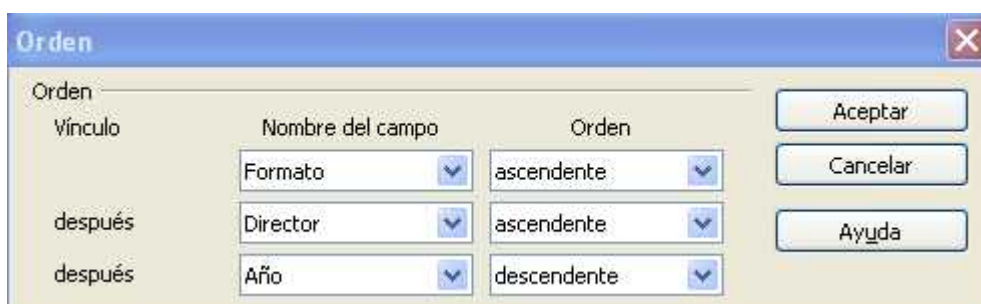 Orden
Orden
Vínculo Nombre del campo Orden
Formato ascendente
después Director ascendente
después Año descendente
Aceptar
Cancelar
Ayuda